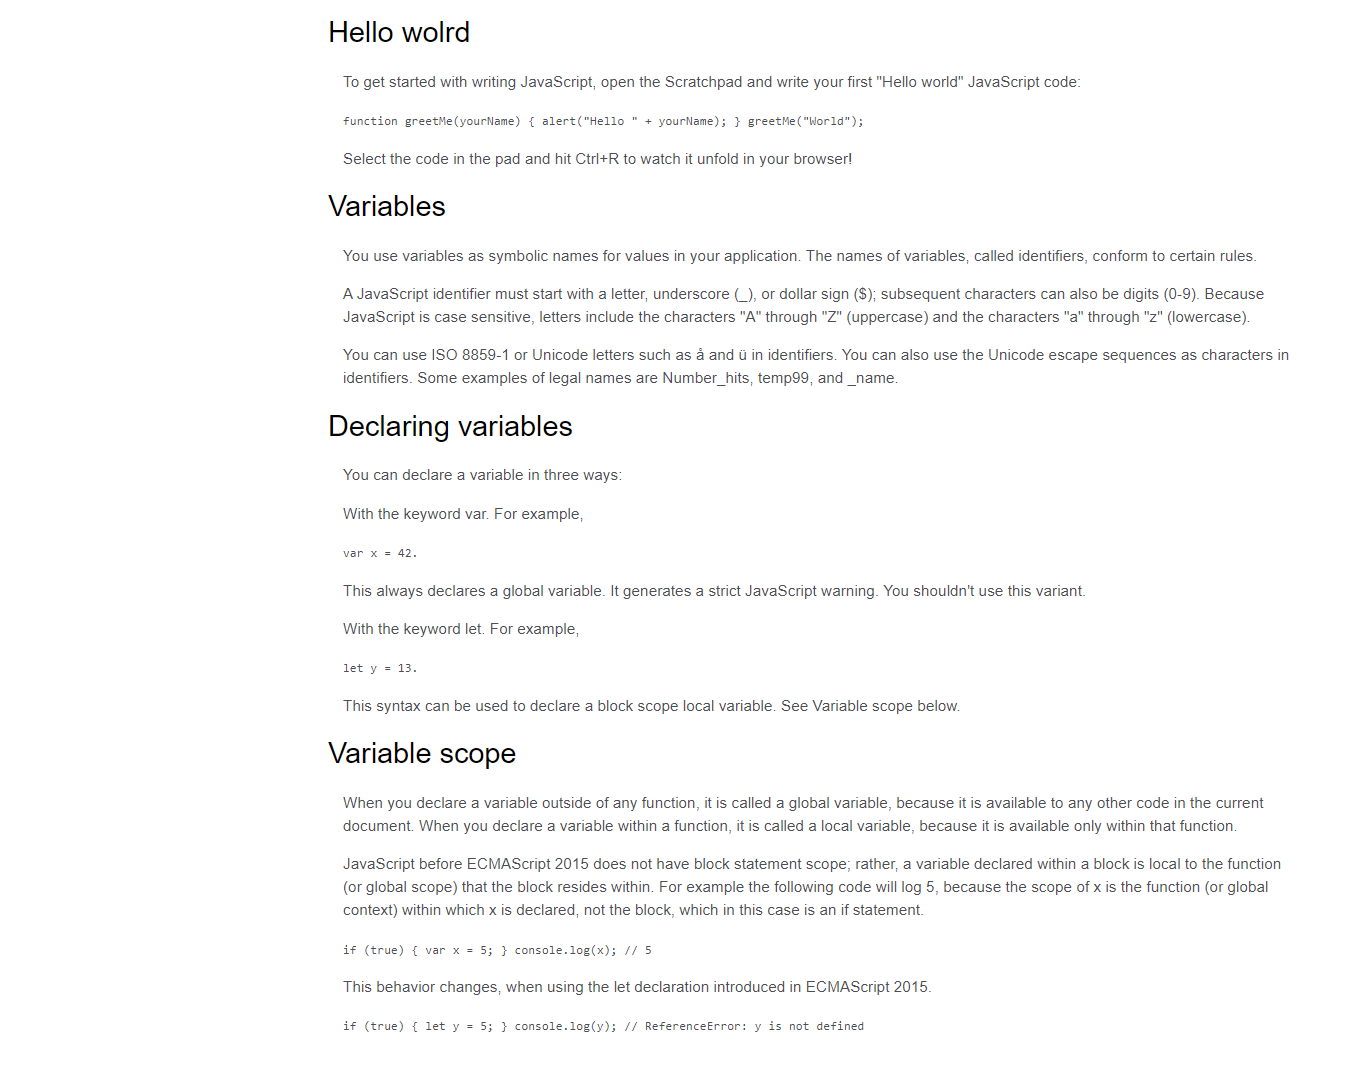 Hello wolrd
To get started with writing JavaScript, open the Scratchpad and write your first "Hello world" JavaScript code:
function greetMe(yourName) { alert("Hello " + yourName); } greetMe("World");
Select the code in the pad and hit Ctrl+R to watch it unfold in your browser!
Variables
You use variables as symbolic names for values in your application. The names of variables, called identifiers, conform to certain rules.
A JavaScript identifier must start with a letter, underscore (_), or dollar sign ($); subsequent characters can also be digits (0-9). Because
JavaScript is case sensitive, letters include the characters "A" through "Z" (uppercase) and the characters "a" through "z" (lowercase).
You can use ISO 8859-1 or Unicode letters such as å and ü in identifiers. You can also use the Unicode escape sequences as characters in
identifiers. Some examples of legal names are Number_hits, temp99, and _name.
Declaring variables
You can declare a variable in three ways:
With the keyword var. For example,
var x = 42.
This always declares a global variable. It generates a strict JavaScript warning. You shouldn't use this variant.
With the keyword let. For example,
let y = 13.
This syntax can be used to declare a block scope local variable. See Variable scope below.
Variable scope
When you declare a variable outside of any function, it is called a global variable, because it is available to any other code in the current
document. When you declare a variable within a function, it is called a local variable, because it is available only within that function.
JavaScript before ECMAScript 2015 does not have block statement scope; rather, a variable declared within a block is local to the function
(or global scope) that the block resides within. For example the following code will log 5, because the scope of x is the function (or global
context) within which x is declared, not the block, which in this case is an if statement.
if (true) { var x = 5; } console.log(x); // 5
This behavior changes, when using the let declaration introduced in ECMAScript 2015.
if (true) { let y = 5; } console.log(y); // ReferenceError: y is not defined